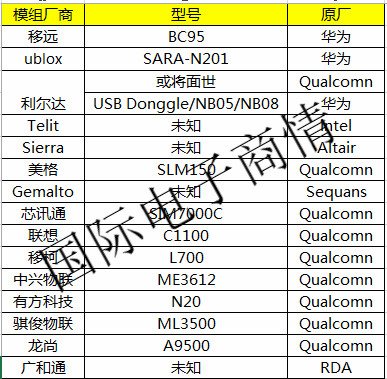 模组厂商 型号 原厂
移远 BC95 华为
ublox SARA-N201 华为
或将面世 Qualcomn
利尔达 USB Donggle/NB05/NB08 华为
Telit 未知 Intel
Sierra 未知 Altair
美格 SLM150 Qualcomn
Gemalto 未知 Sequans
芯讯通 SIM7000C Qualcomn
联想 C1100 Qualcomn
移柯 L700 Qualcomn
中兴物联 ME3612 Qualcomn
有方科技 N20 Qualcomn
骐俊物联 ML3500 Qualcomn
龙尚 A9500 Qualcomn
广和通 未知 RDA
国际电子商情